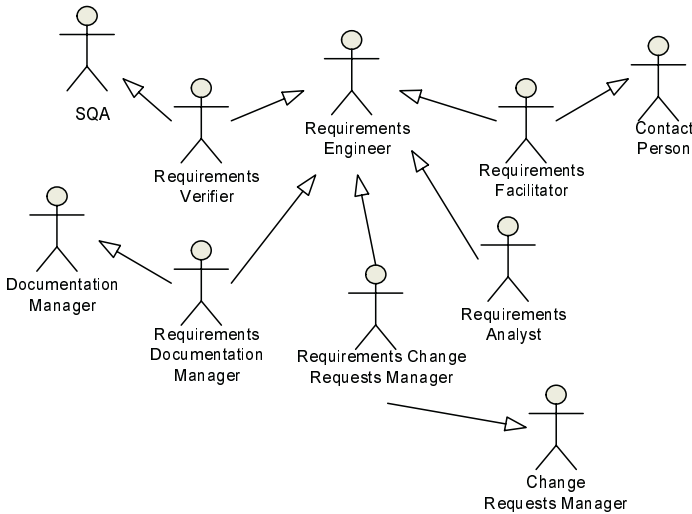 SQA
Requirements
Engineer
Contact
Person
Requirements
Verifier
Requirements
Facilitator
Documentation
Manager
Requirements
Documentation
Manager
Requirements Change
Requests Manager
Requirements
Analyst
Change
Requests Manager